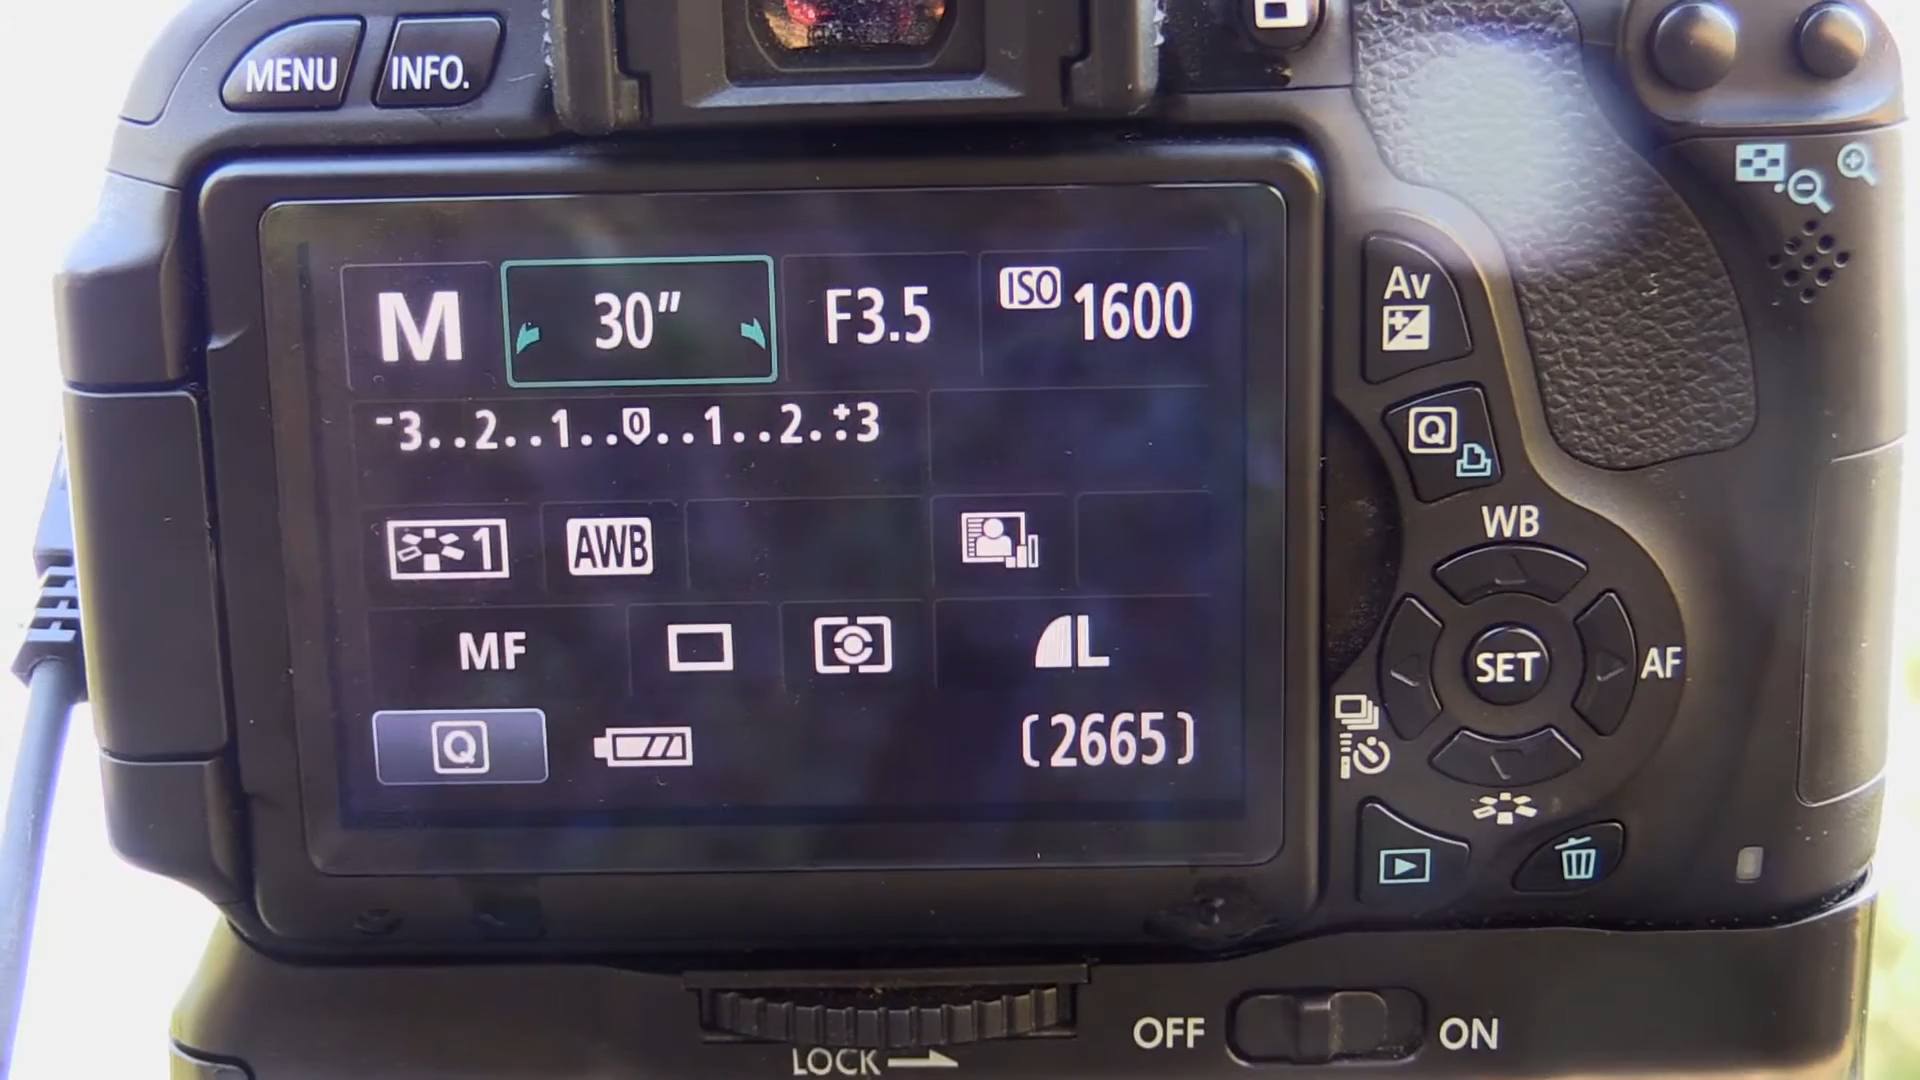 MENU INFO.
M 30" F3.5 ISO 1600
-3..2..1..0..1..2..+3
1 AWB
MF L
Q [2665]
Av
Q
WB
SET AF
OFF ON
LOCK